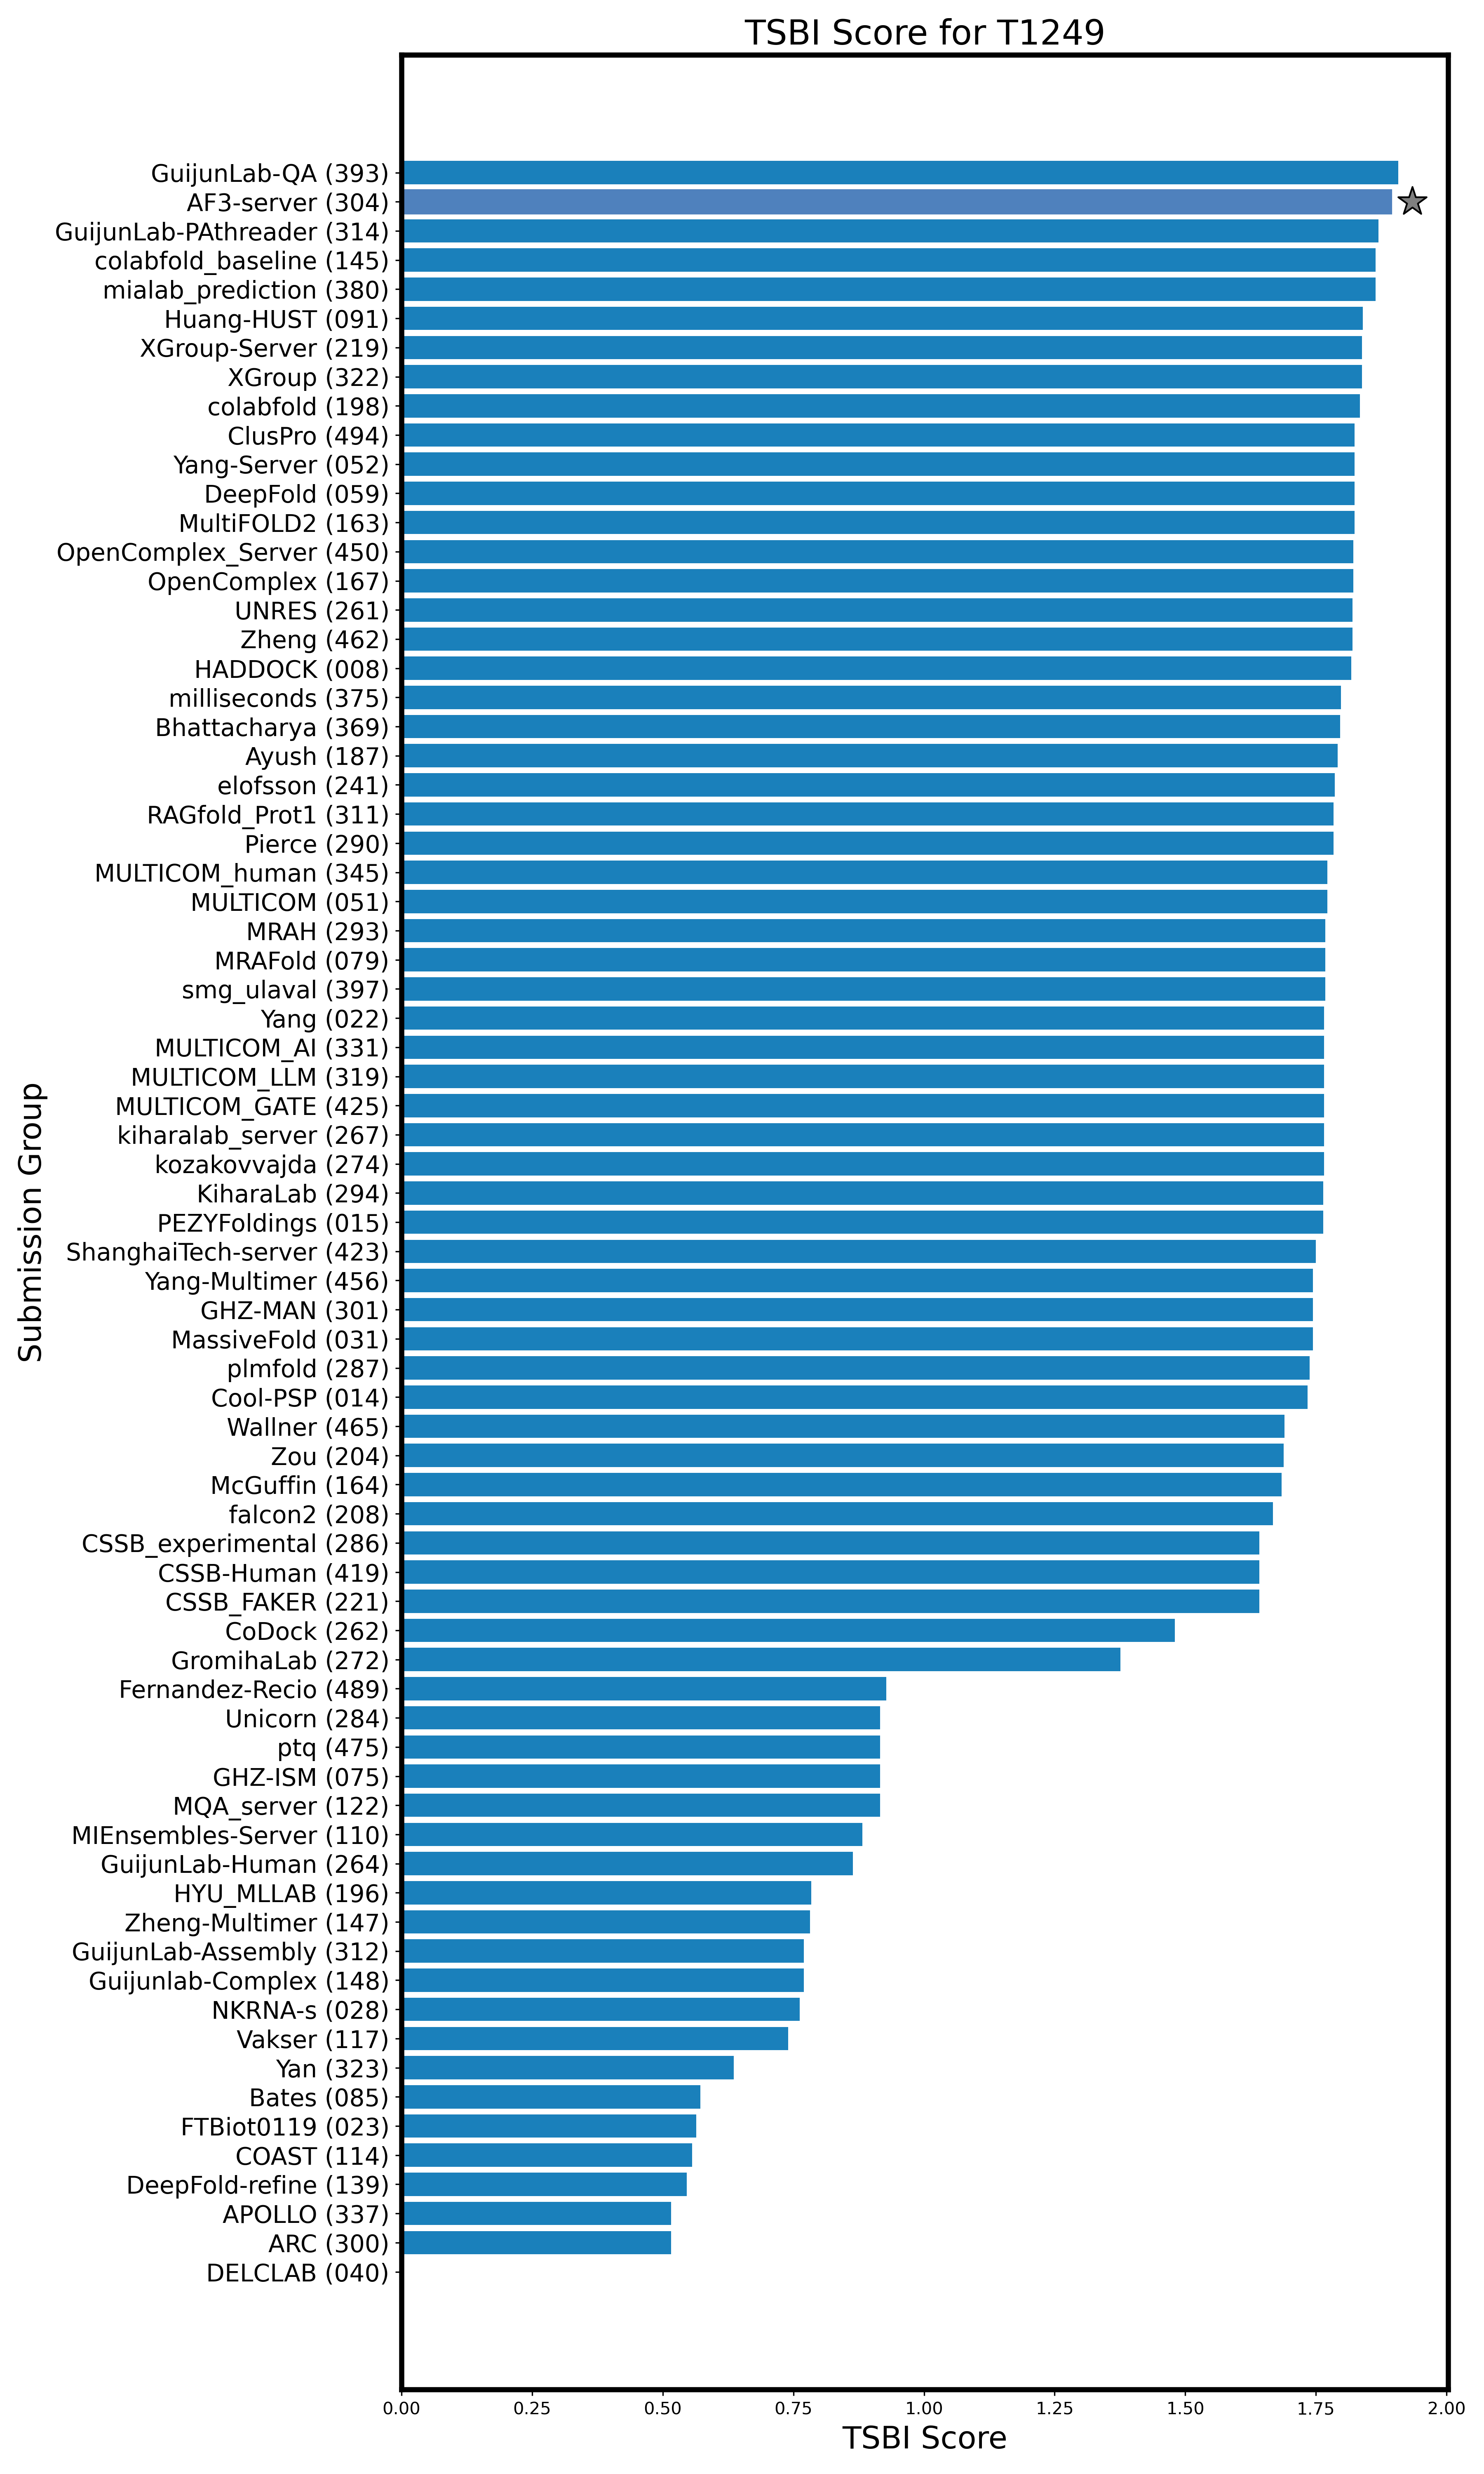 TSBI Score for T1249
GuijunLab-QA (393)
AF3-server (304)
GuijunLab-PAthreader (314)
colabfold_baseline (145)
mialab_prediction (380)
Huang-HUST (091)
XGroup-Server (219)
XGroup (322)
colabfold (198)
ClusPro (494)
Yang-Server (052)
DeepFold (059)
MultiFOLD2 (163)
OpenComplex_Server (450)
OpenComplex (167)
UNRES (261)
Zheng (462)
HADDOCK (008)
milliseconds (375)
Bhattacharya (369)
Ayush (187)
elofsson (241)
RAGfold_Prot1 (311)
Pierce (290)
MULTICOM_human (345)
MULTICOM (051)
MRAH (293)
MRAFold (079)
smg_ulaval (397)
Yang (022)
MULTICOM_AI (331)
MULTICOM_LLM (319)
MULTICOM_GATE (425)
kiharalab_server (267)
kozakovvajda (274)
KiharaLab (294)
PEZYFoldings (015)
ShanghaiTech-server (423)
Yang-Multimer (456)
GHZ-MAN (301)
MassiveFold (031)
plmfold (287)
Cool-PSP (014)
Wallner (465)
Zou (204)
McGuffin (164)
falcon2 (208)
CSSB_experimental (286)
CSSB-Human (419)
CSSB_FAKER (221)
CoDock (262)
GromihaLab (272)
Fernandez-Recio (489)
Unicorn (284)
ptq (475)
GHZ-ISM (075)
MQA_server (122)
MIEnsembles-Server (110)
GuijunLab-Human (264)
HYU_MLLAB (196)
Zheng-Multimer (147)
GuijunLab-Assembly (312)
Guijunlab-Complex (148)
NKRNA-s (028)
Vakser (117)
Yan (323)
Bates (085)
FTBiot0119 (023)
COAST (114)
DeepFold-refine (139)
APOLLO (337)
ARC (300)
DELCLAB (040)
Submission Group
0.00 0.25 0.50 0.75 1.00 1.25 1.50 1.75 2.00
TSBI Score